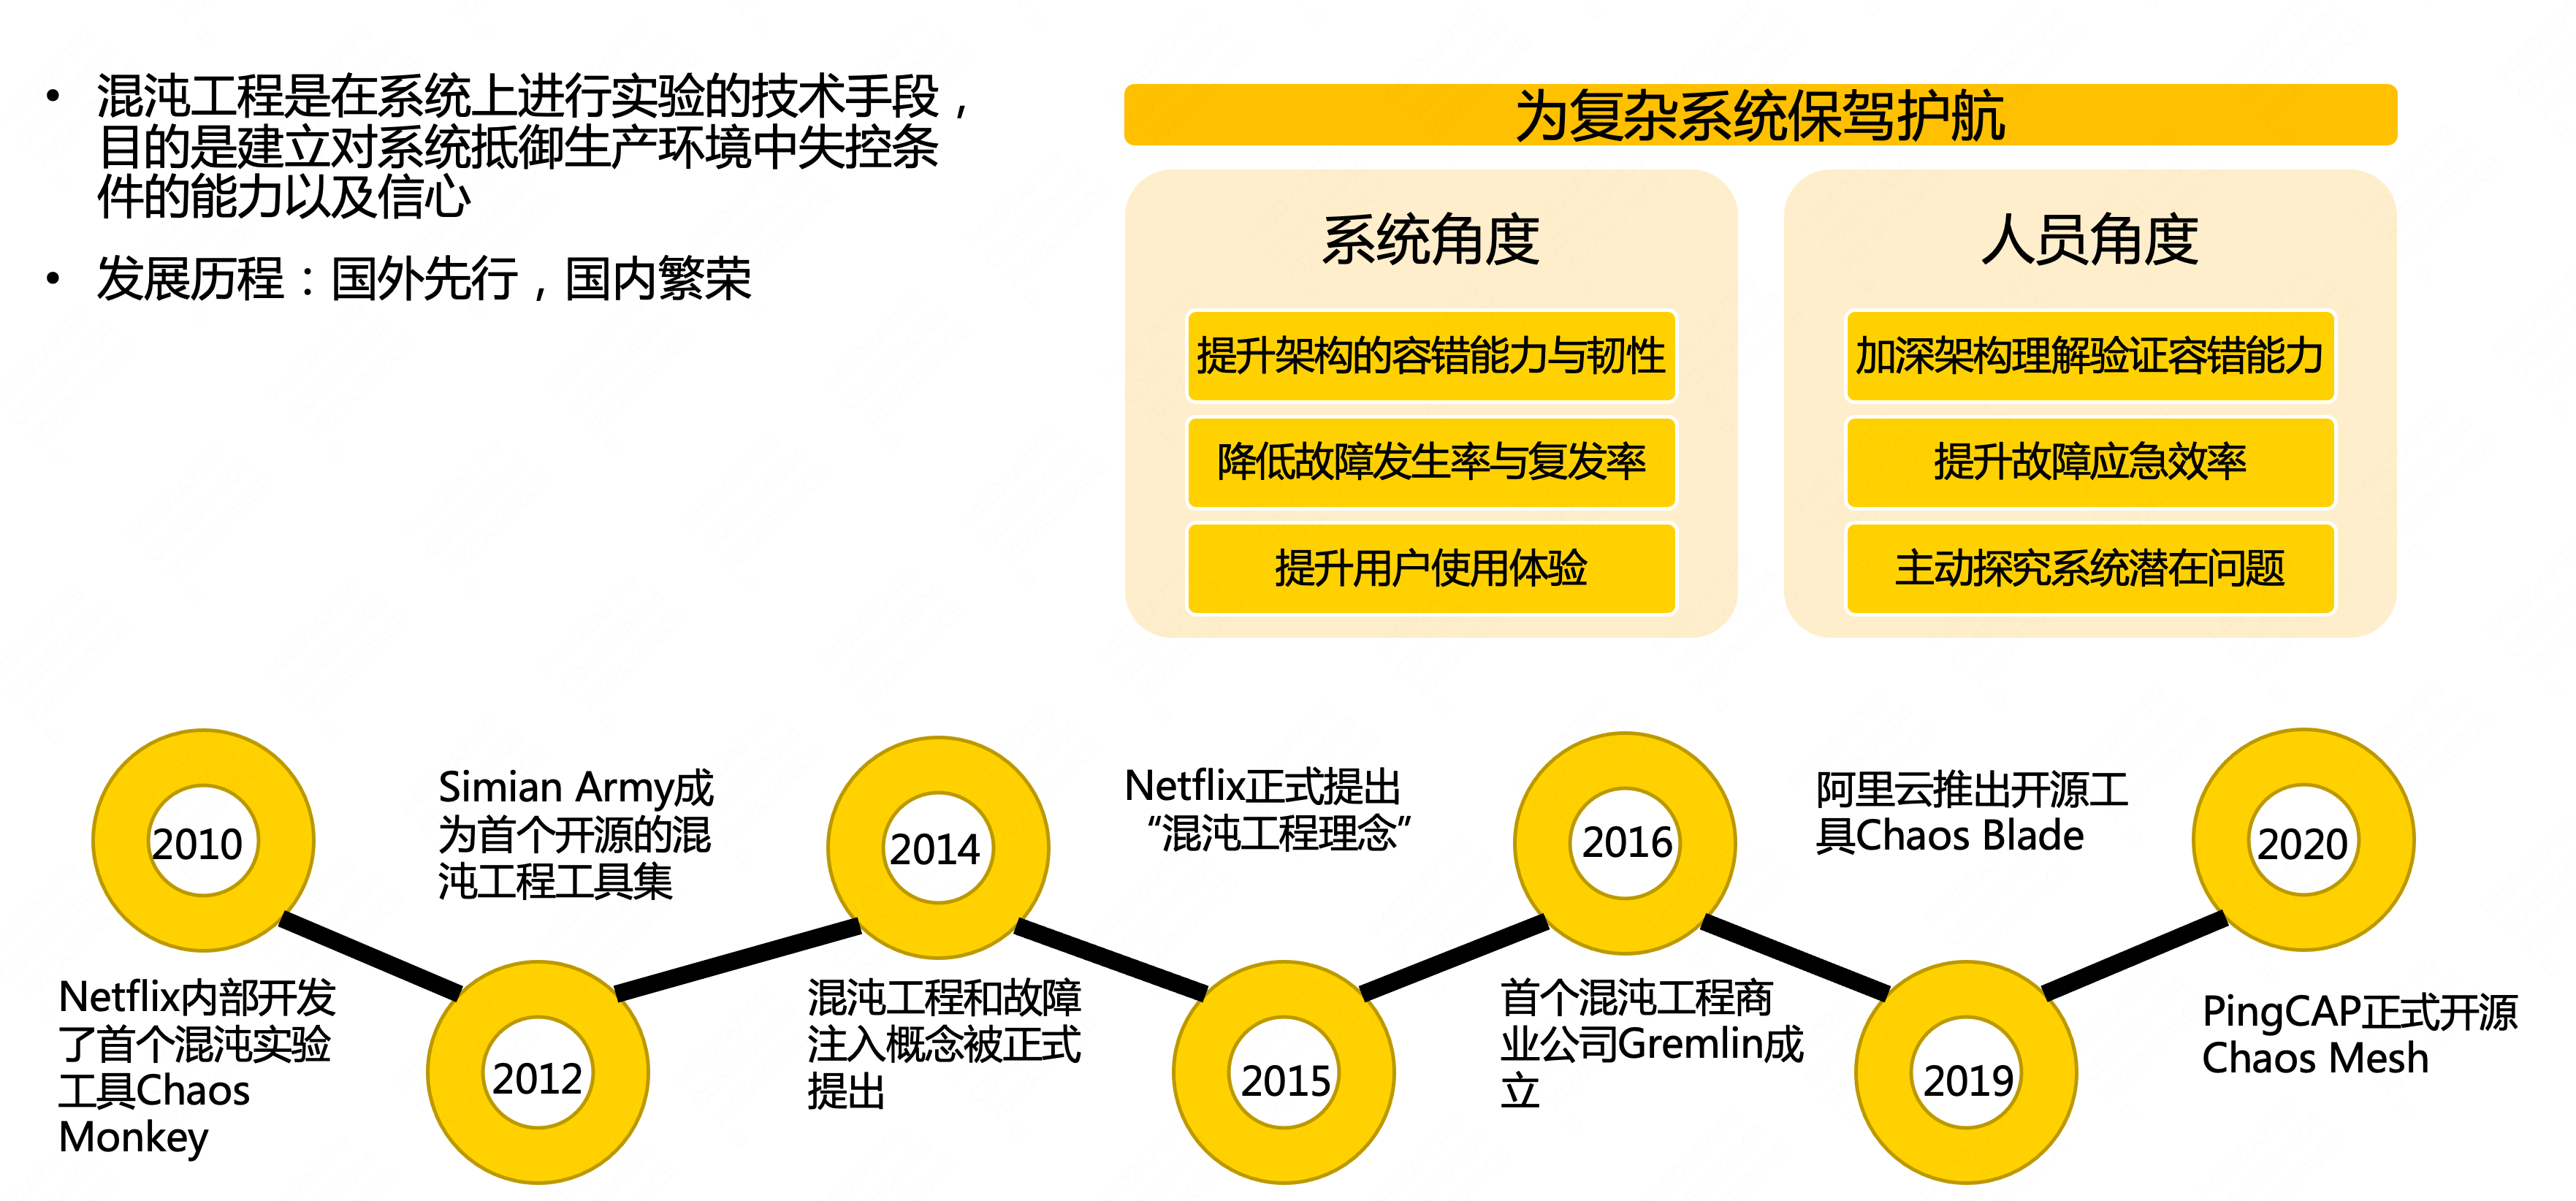 • 混沌工程是在系统上进行实验的技术手段，
目的是建立对系统抵御生产环境中失控条
件的能力以及信心
• 发展历程：国外先行，国内繁荣
为复杂系统保驾护航
系统角度
提升架构的容错能力与韧性
降低故障发生率与复发率
提升用户使用体验
人员角度
加深架构理解验证容错能力
提升故障应急效率
主动探究系统潜在问题
2010
Netflix内部开发
了首个混沌实验
工具Chaos
Monkey
Simian Army成
为首个开源的混
沌工程工具集
2012
2014
混沌工程和故障
注入概念被正式
提出
Netflix正式提出
“混沌工程理念”
2015
2016
首个混沌工程商
业公司Gremlin成
立
阿里云推出开源工
具Chaos Blade
2019
2020
PingCAP正式开源
Chaos Mesh